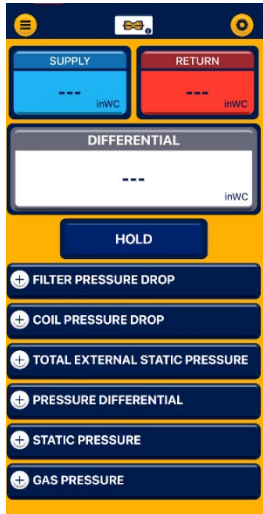 SUPPLY
RETURN
---
inWC
---
inWC
DIFFERENTIAL
---
inWC
HOLD
FILTER PRESSURE DROP
COIL PRESSURE DROP
TOTAL EXTERNAL STATIC PRESSURE
PRESSURE DIFFERENTIAL
STATIC PRESSURE
GAS PRESSURE